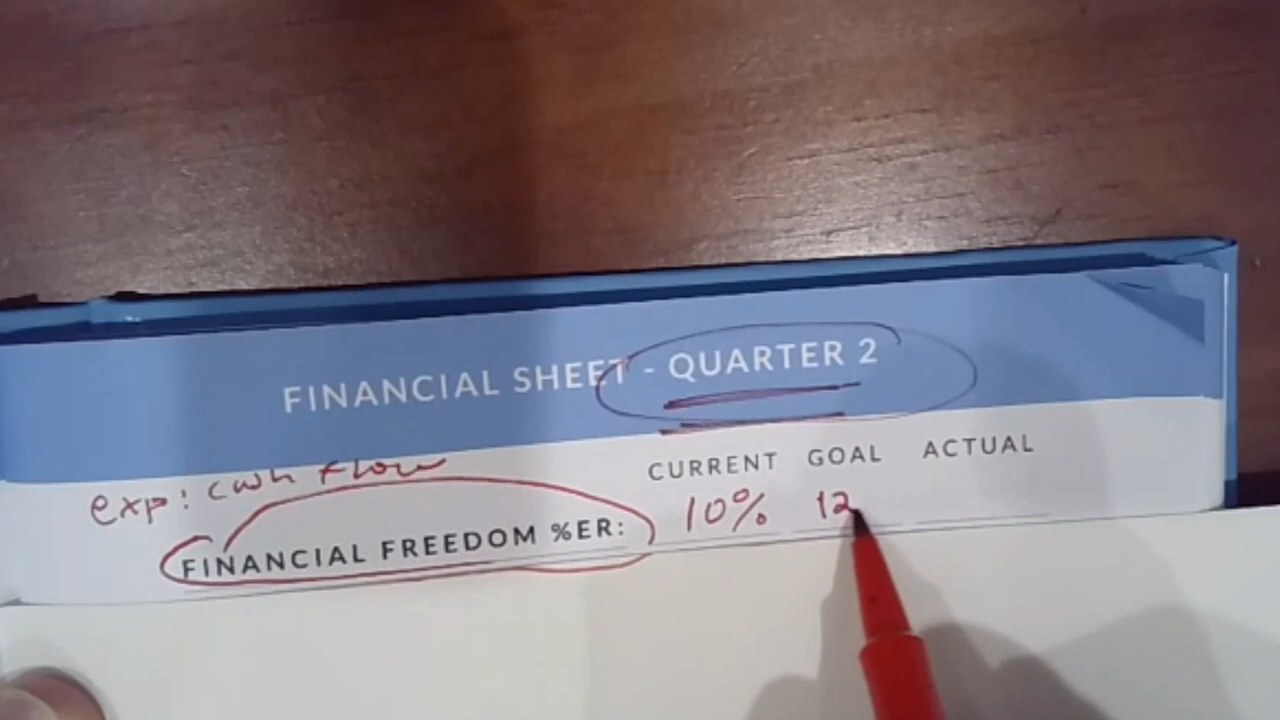 FINANCIAL SHEET - QUARTER 2
CURRENT GOAL ACTUAL
exp: cash flow
FINANCIAL FREEDOM %ER: 10% 12